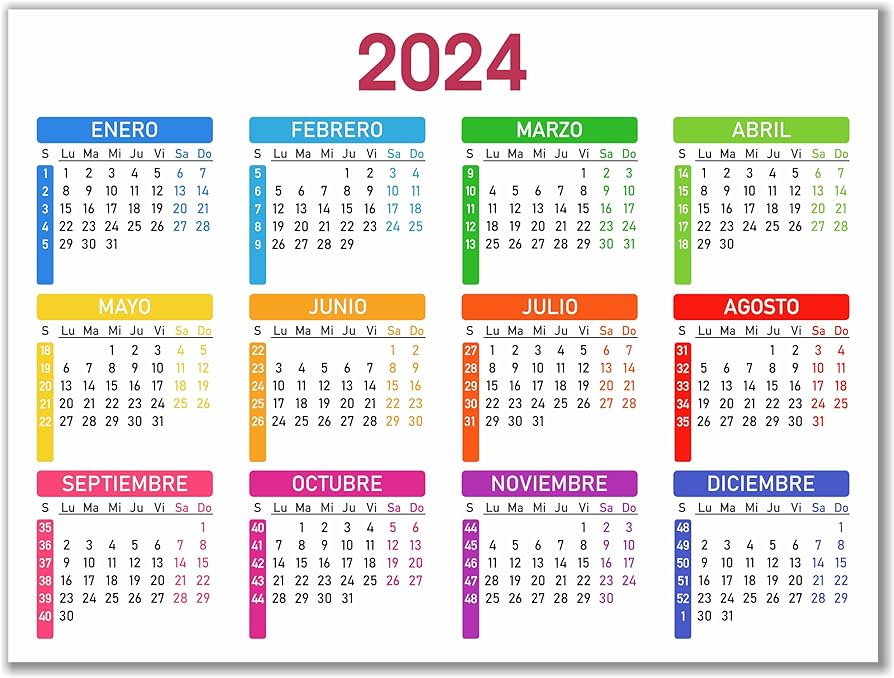 2024
ENERO
S Lu Ma Mi Ju Vi Sa Do
1 1 2 3 4 5 6 7
2 8 9 10 11 12 13 14
3 15 16 17 18 19 20 21
4 22 23 24 25 26 27 28
5 29 30 31
FEBRERO
S Lu Ma Mi Ju Vi Sa Do
5 1 2 3 4
6 5 6 7 8 9 10 11
7 12 13 14 15 16 17 18
8 19 20 21 22 23 24 25
9 26 27 28 29
MARZO
S Lu Ma Mi Ju Vi Sa Do
9 1 2 3
10 4 5 6 7 8 9 10
11 11 12 13 14 15 16 17
12 18 19 20 21 22 23 24
13 25 26 27 28 29 30 31
ABRIL
S Lu Ma Mi Ju Vi Sa Do
14 1 2 3 4 5 6 7
15 8 9 10 11 12 13 14
16 15 16 17 18 19 20 21
17 22 23 24 25 26 27 28
18 29 30
MAYO
S Lu Ma Mi Ju Vi Sa Do
18 1 2 3 4 5
19 6 7 8 9 10 11 12
20 13 14 15 16 17 18 19
21 20 21 22 23 24 25 26
22 27 28 29 30 31
JUNIO
S Lu Ma Mi Ju Vi Sa Do
22 1 2
23 3 4 5 6 7 8 9
24 10 11 12 13 14 15 16
25 17 18 19 20 21 22 23
26 24 25 26 27 28 29 30
JULIO
S Lu Ma Mi Ju Vi Sa Do
27 1 2 3 4 5 6 7
28 8 9 10 11 12 13 14
29 15 16 17 18 19 20 21
30 22 23 24 25 26 27 28
31 29 30 31
AGOSTO
S Lu Ma Mi Ju Vi Sa Do
31 1 2 3 4
32 5 6 7 8 9 10 11
33 12 13 14 15 16 17 18
34 19 20 21 22 23 24 25
35 26 27 28 29 30 31
SEPTIEMBRE
S Lu Ma Mi Ju Vi Sa Do
35 1
36 2 3 4 5 6 7 8
37 9 10 11 12 13 14 15
38 16 17 18 19 20 21 22
39 23 24 25 26 27 28 29
40 30
OCTUBRE
S Lu Ma Mi Ju Vi Sa Do
40 1 2 3 4 5 6
41 7 8 9 10 11 12 13
42 14 15 16 17 18 19 20
43 21 22 23 24 25 26 27
44 28 29 30 31
NOVIEMBRE
S Lu Ma Mi Ju Vi Sa Do
44 1 2 3
45 4 5 6 7 8 9 10
46 11 12 13 14 15 16 17
47 18 19 20 21 22 23 24
48 25 26 27 28 29 30
DICIEMBRE
S Lu Ma Mi Ju Vi Sa Do
48 1
49 2 3 4 5 6 7 8
50 9 10 11 12 13 14 15
51 16 17 18 19 20 21 22
52 23 24 25 26 27 28 29
1 30 31